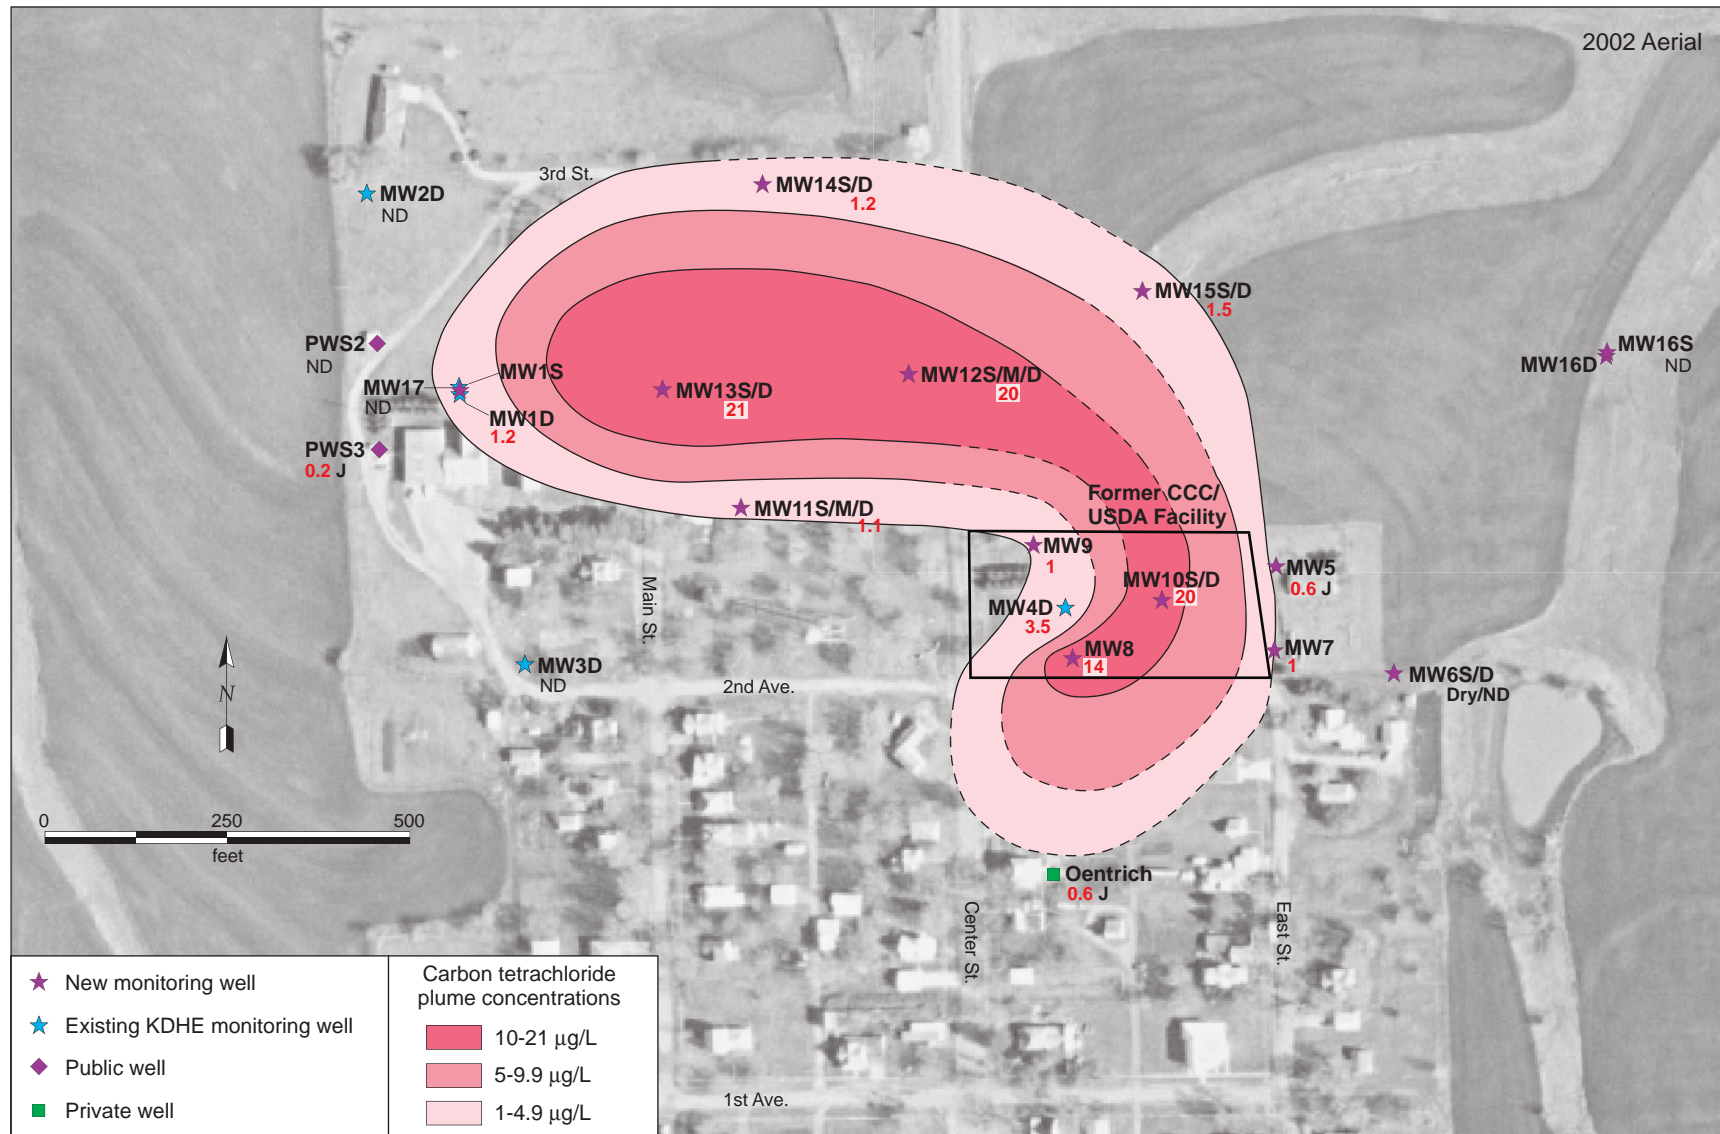 2002 Aerial
3rd St.
MW14S/D
1.2
MW2D
ND
MW15S/D
1.5
PWS2
ND
MW16S
ND
MW16D
MW1S
MW17
ND
MW1D
1.2
MW13S/D
21
MW12S/M/D
20
PWS3
0.2 J
MW11S/M/D
1.1
Former CCC/
USDA Facility
MW9
1
MW5
0.6 J
MW10S/D
20
MW4D
3.5
MW8
14
MW7
1
MW6S/D
Dry/ND
Main St.
MW3D
ND
2nd Ave.
N
0 250 500
feet
Oentrich
0.6 J
Center St.
East St.
1st Ave.
New monitoring well
Existing KDHE monitoring well
Public well
Private well
Carbon tetrachloride
plume concentrations
10-21 µg/L
5-9.9 µg/L
1-4.9 µg/L